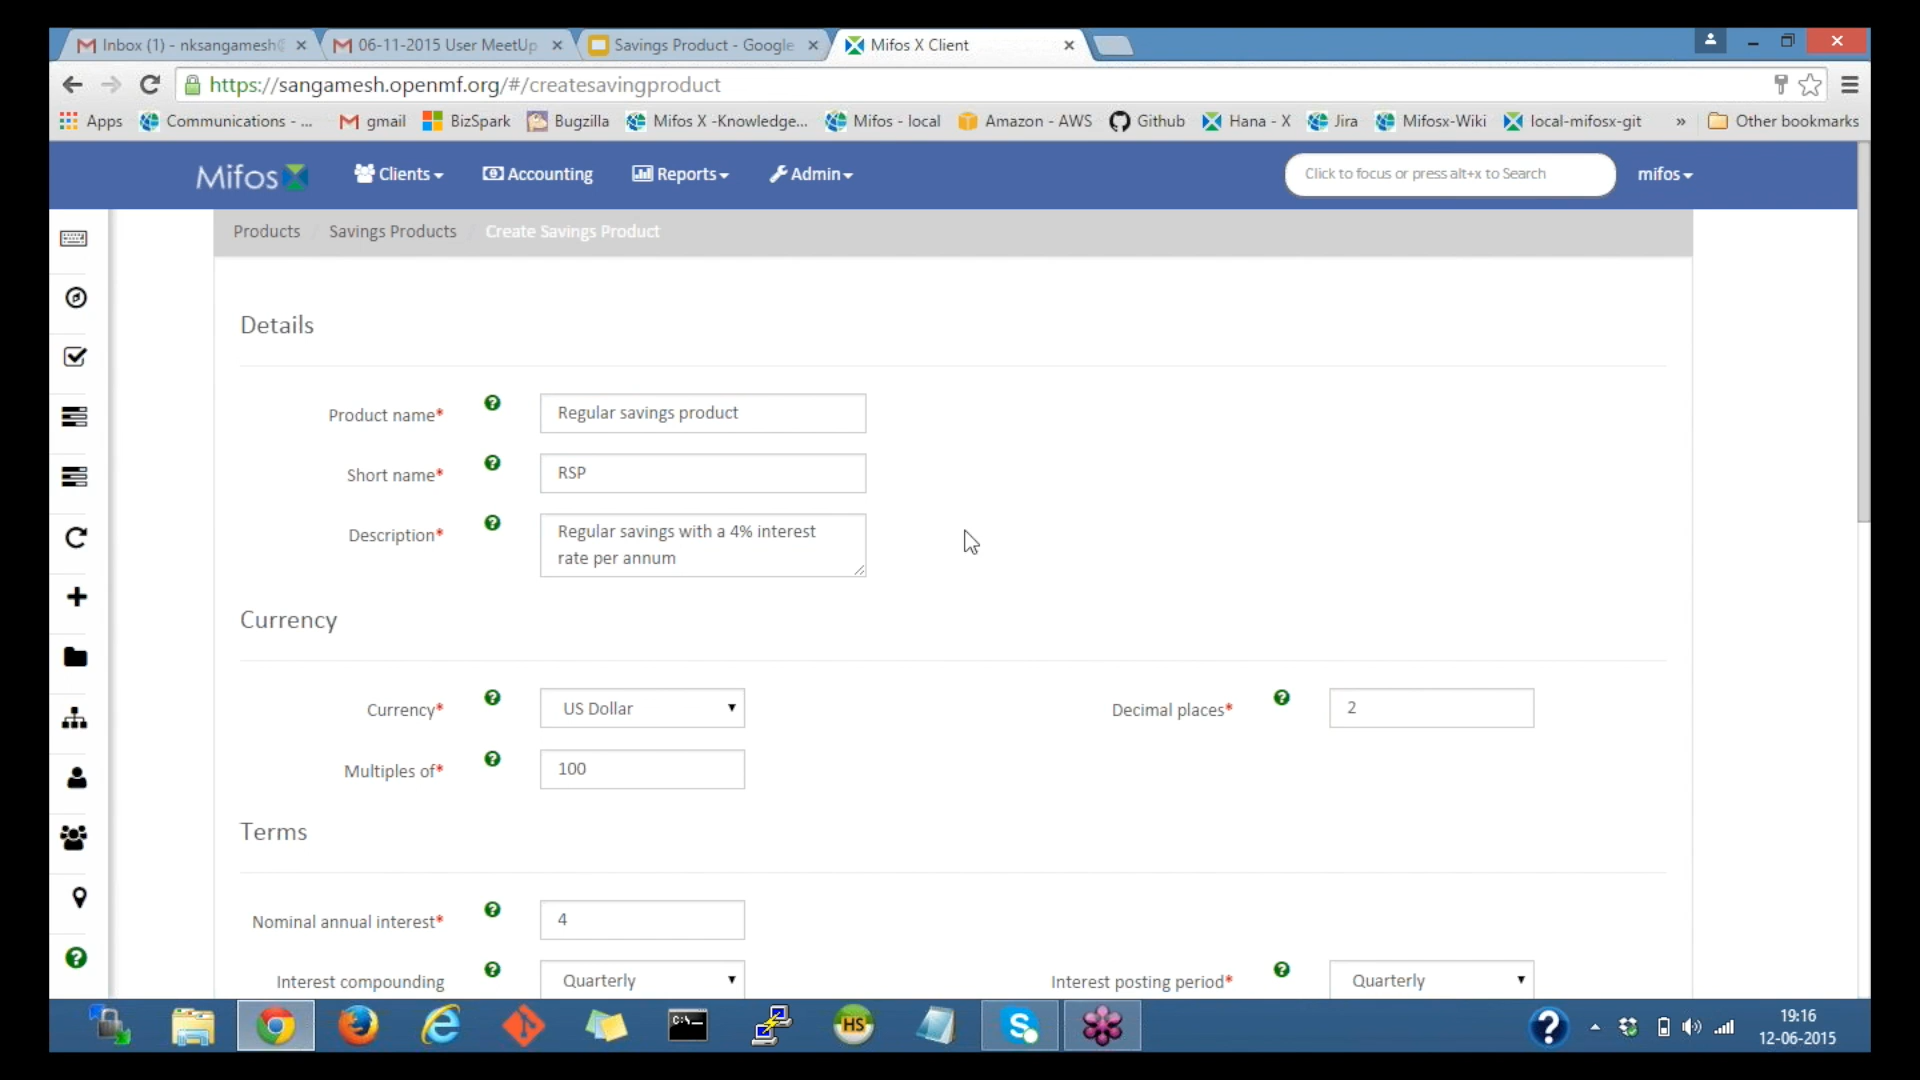 Inbox (1) - nksangamesh@
06-11-2015 User MeetUp
Savings Product - Google
Mifos X Client
https://sangamesh.openmf.org/#/createsavingproduct
Apps
Communications - ...
gmail
BizSpark
Bugzilla
Mifos X -Knowledge...
Mifos - local
Amazon - AWS
Github
Hana - X
Jira
Mifosx-Wiki
local-mifosx-git
»
Other bookmarks
Mifos
Clients
Accounting
Reports
Admin
Click to focus or press alt+x to Search
mifos
Products
Savings Products
Create Savings Product
Details
Product name*
Regular savings product
Short name*
RSP
Description*
Regular savings with a 4% interest
rate per annum
Currency
Currency*
US Dollar
Decimal places*
2
Multiples of*
100
Terms
Nominal annual interest*
4
Interest compounding
Quarterly
Interest posting period*
Quarterly
C:\_
HS
19:16
12-06-2015